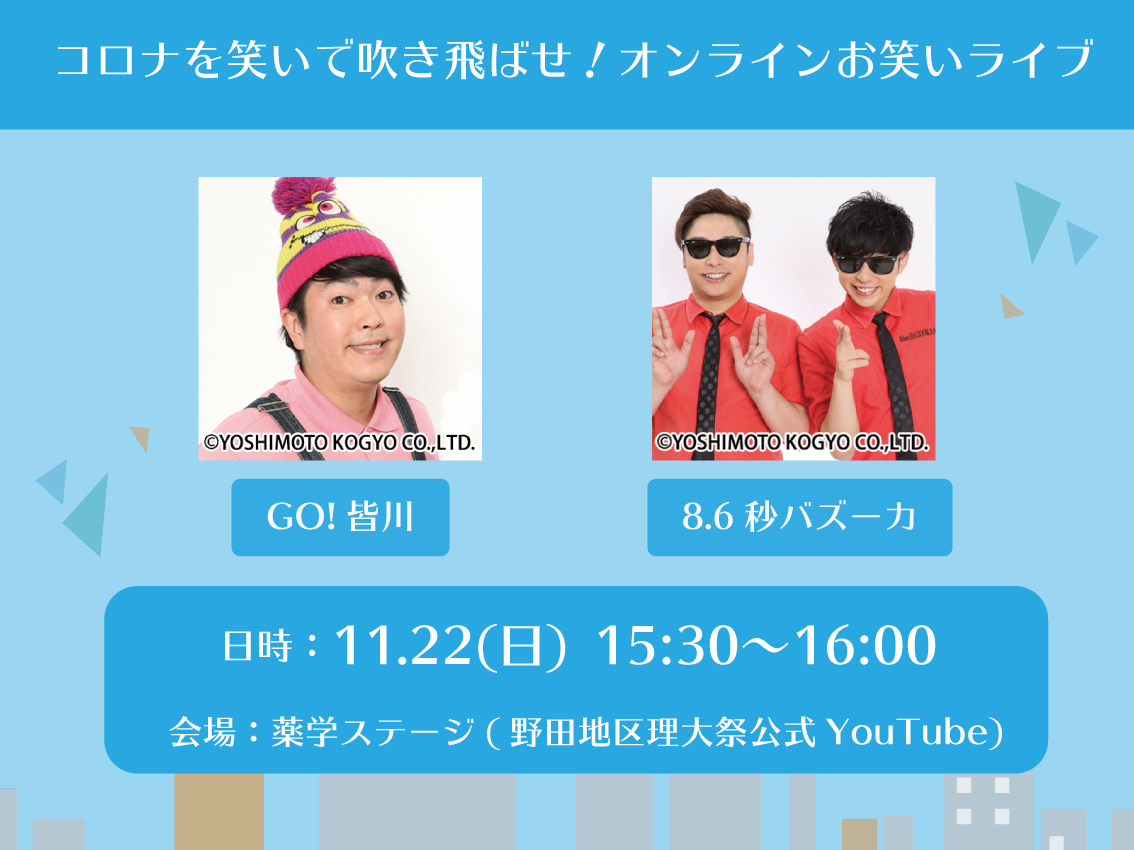 コロナを笑いで吹き飛ばせ！オンラインお笑いライブ
©YOSHIMOTO KOGYO CO.,LTD.
©YOSHIMOTO KOGYO CO.,LTD.
GO! 皆川
8.6 秒バズーカ
日時：11.22(日) 15:30～16:00
会場：薬学ステージ ( 野田地区理大祭公式 YouTube)